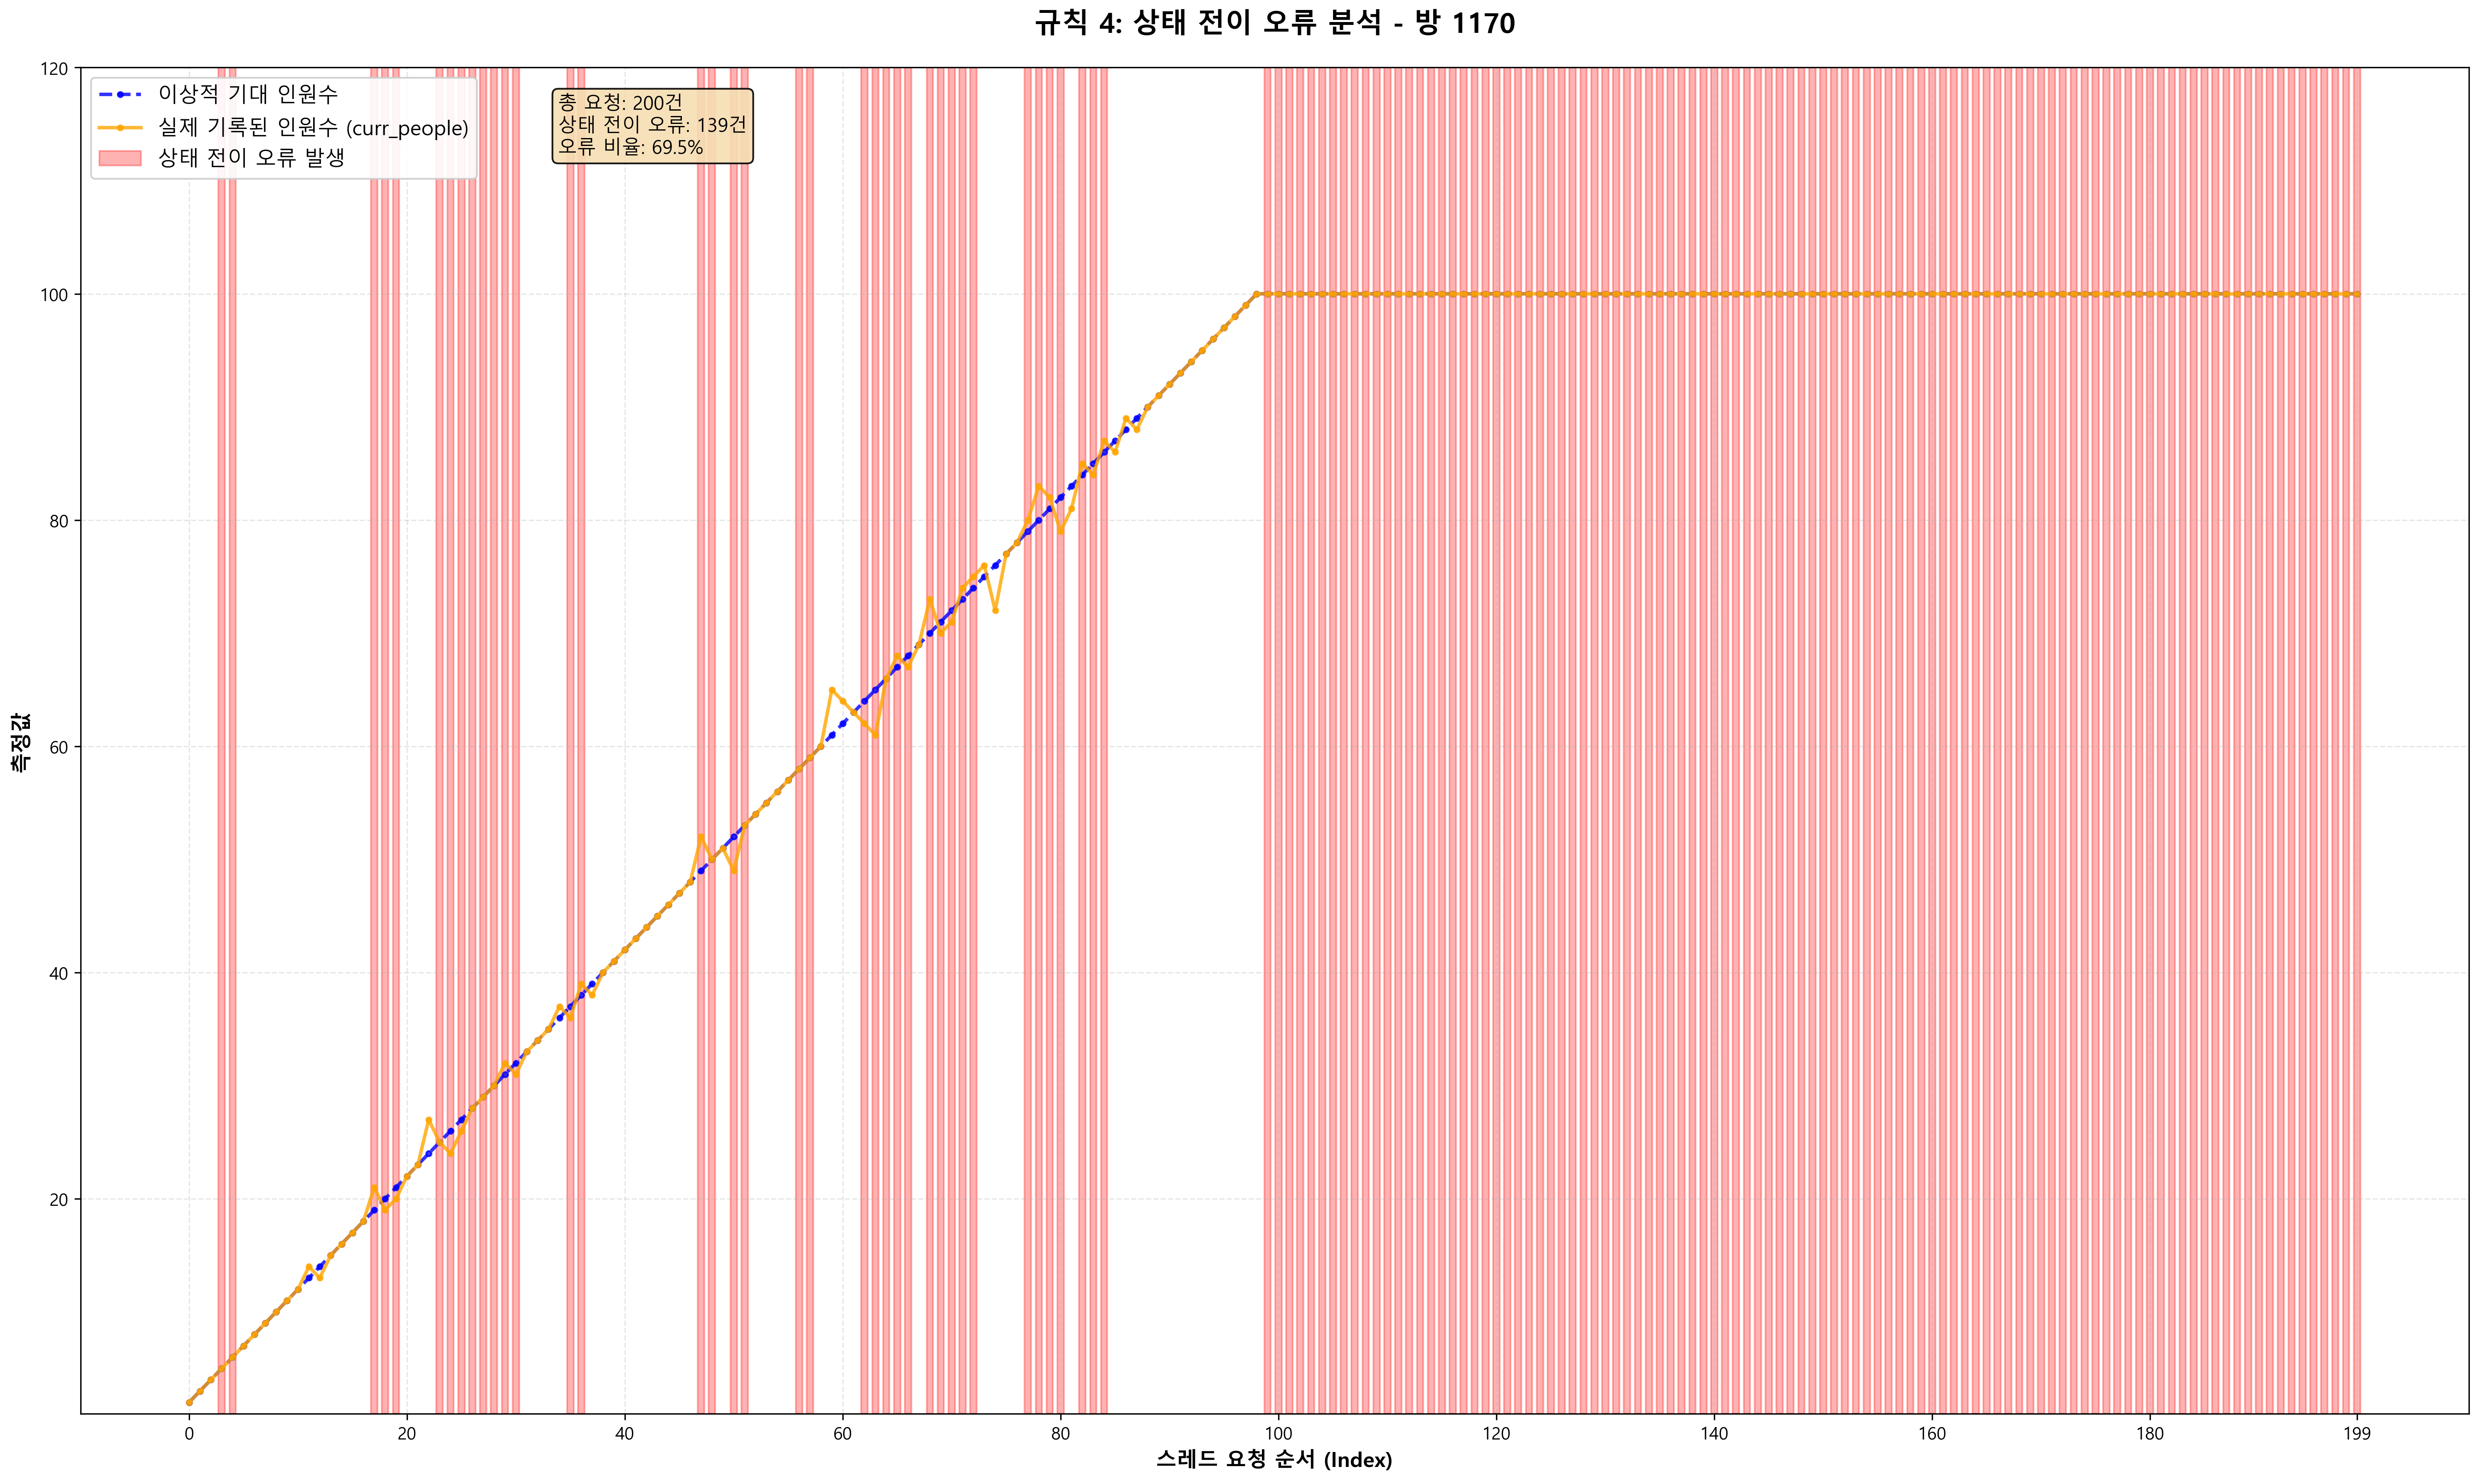 규칙 4: 상태 전이 오류 분석 - 방 1170
이상적 기대 인원수
실제 기록된 인원수 (curr_people)
상태 전이 오류 발생
총 요청: 200건
상태 전이 오류: 139건
오류 비율: 69.5%
측정값
120
100
80
60
40
20
0
20
40
60
80
100
120
140
160
180
199
스레드 요청 순서 (Index)